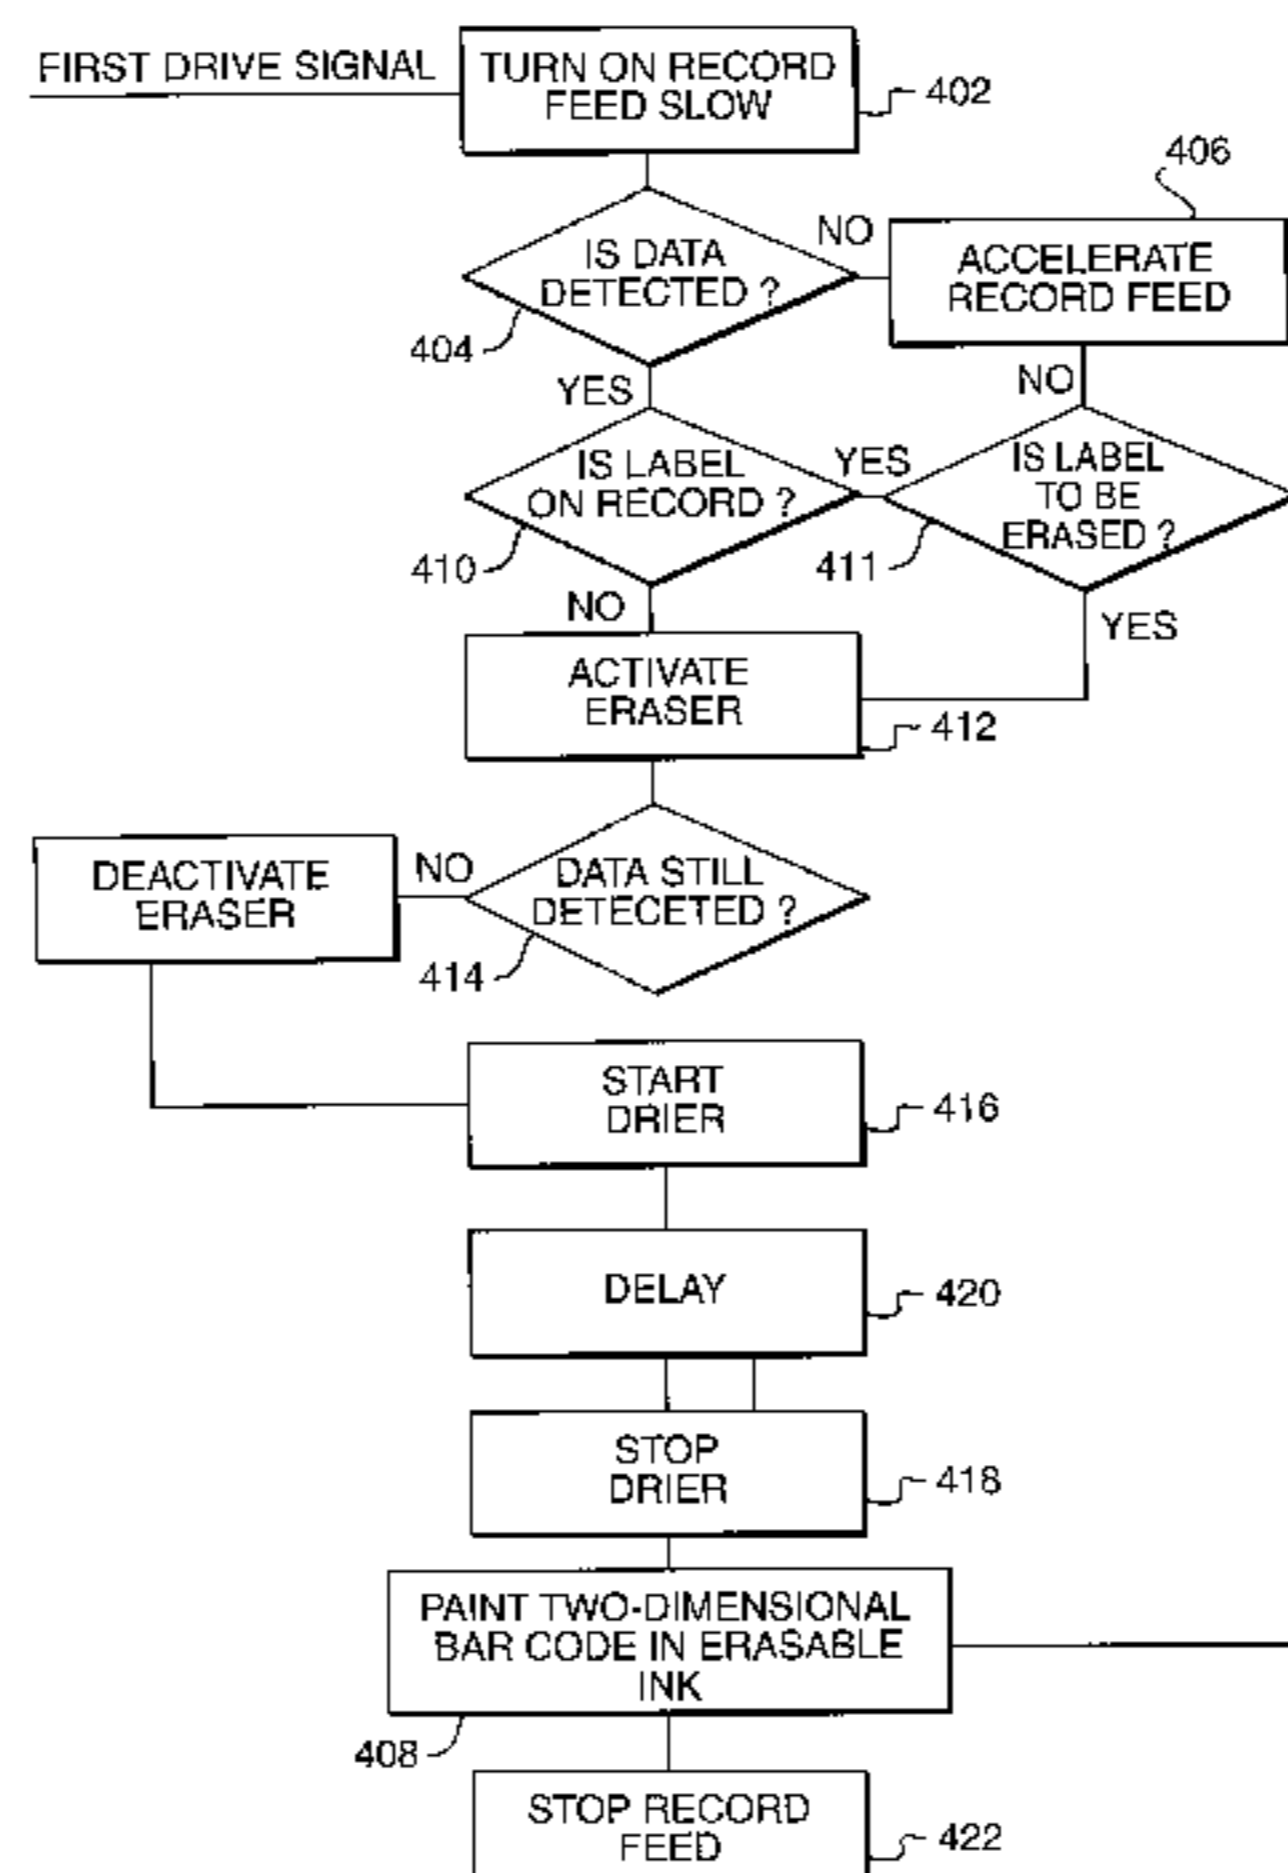 FIRST DRIVE SIGNAL
TURN ON RECORD
FEED SLOW
402
406
IS DATA
DETECTED ?
NO
ACCELERATE
RECORD FEED
404
YES
NO
IS LABEL
ON RECORD ?
YES
IS LABEL
TO BE
ERASED ?
410
411
NO
YES
ACTIVATE
ERASER
412
DEACTIVATE
ERASER
NO
DATA STILL
DETECETED ?
414
START
DRIER
416
DELAY
420
STOP
DRIER
418
PAINT TWO-DIMENSIONAL
BAR CODE IN ERASABLE
INK
408
STOP RECORD
FEED
422